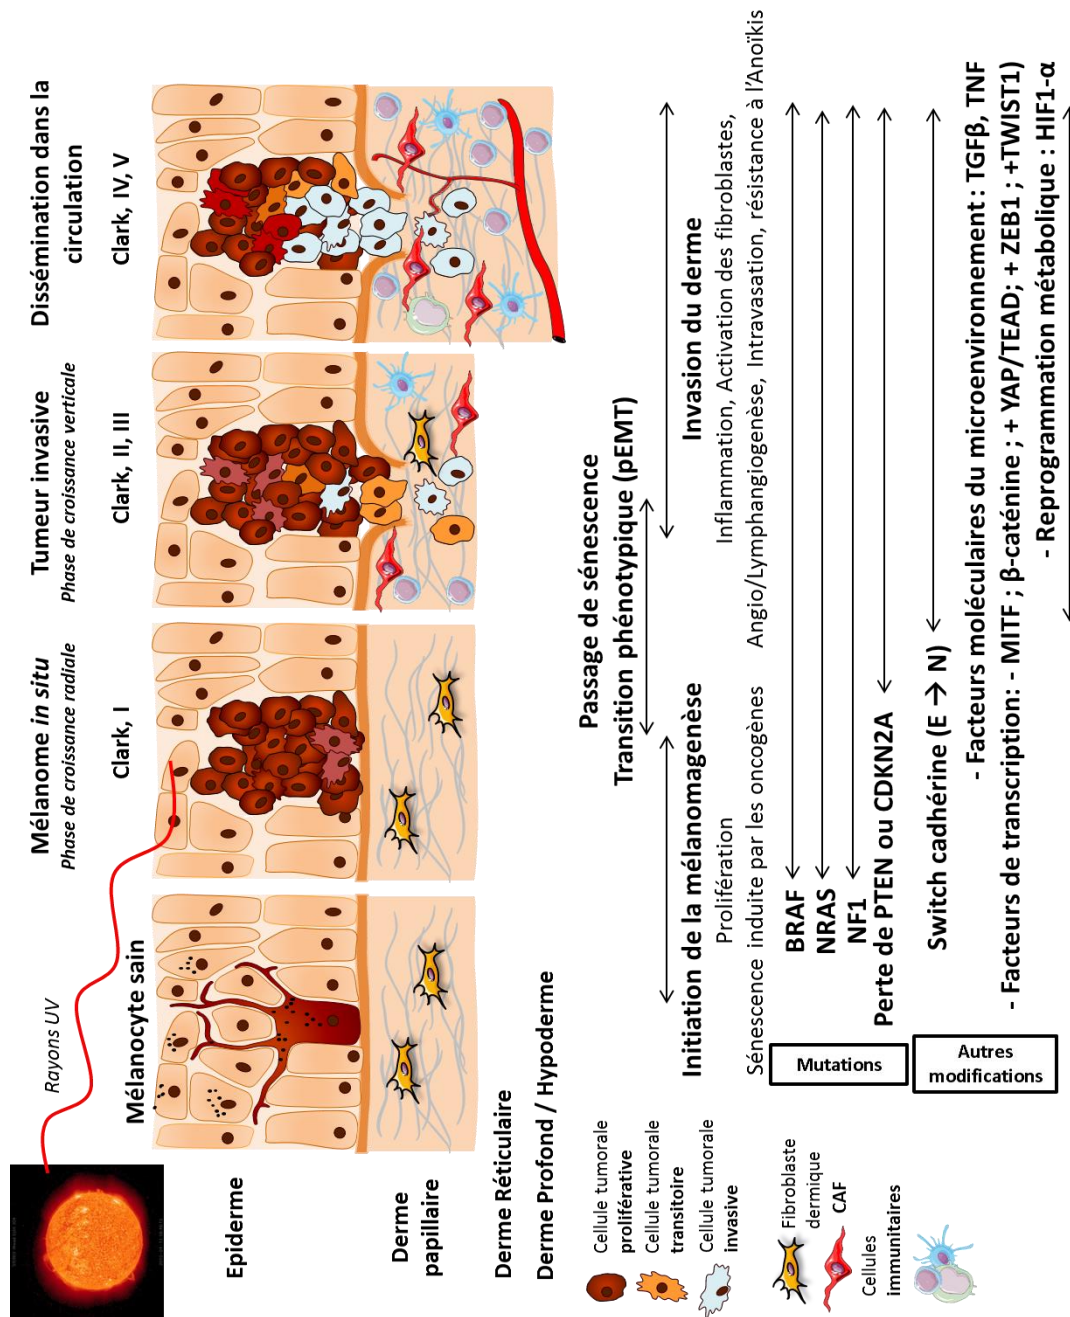 Rayons UV
Mélanocyte sain
Mélanome in situ
Phase de croissance radiale
Clark, I
Tumeur invasive
Phase de croissance verticale
Clark, II, III
Dissémination dans la
circulation
Clark, IV, V
Epiderme
Derme
papillaire
Derme Réticulaire
Derme Profond / Hypoderme
Passage de sénescence
Transition phénotypique (pEMT)
Initiation de la mélanomagenèse
Invasion du derme
Prolifération
Sénescence induite par les oncogènes
Inflammation, Activation des fibroblastes,
Angio/Lymphangiogenèse, Intravasation, résistance à l'Anoïkis
Mutations
BRAF
NRAS
NF1
Perte de PTEN ou CDKN2A
Autres
modifications
Switch cadhérine (E → N)
- Facteurs moléculaires du microenvironnement : TGFβ, TNF
- Facteurs de transcription: - MITF ; β-caténine ; + YAP/TEAD; + ZEB1 ; +TWIST1)
- Reprogrammation métabolique : HIF1-α
Cellule tumorale
proliférative
Cellule tumorale
transitoire
Cellule tumorale
invasive
Fibroblaste
dermique
CAF
Cellules
immunitaires